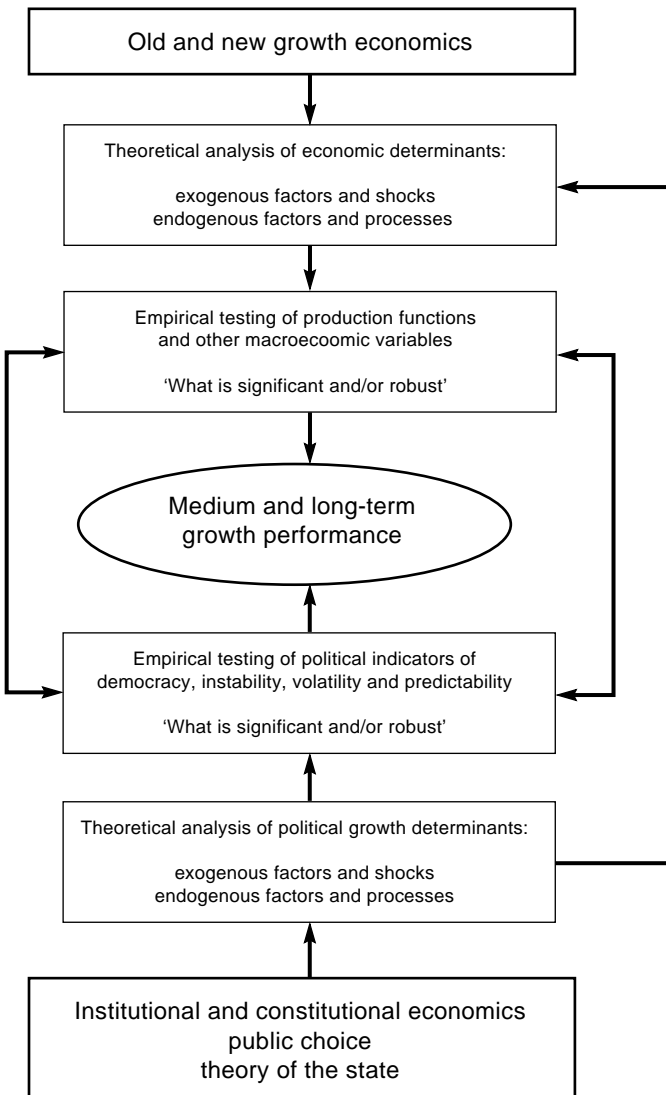 Old and new growth economics
Theoretical analysis of economic determinants:
exogenous factors and shocks
endogenous factors and processes
Empirical testing of production functions
and other macroecoomic variables
‘What is significant and/or robust’
Medium and long-term
growth performance
Empirical testing of political indicators of
democracy, instability, volatility and predictability
‘What is significant and/or robust’
Theoretical analysis of political growth determinants:
exogenous factors and shocks
endogenous factors and processes
Institutional and constitutional economics
public choice
theory of the state